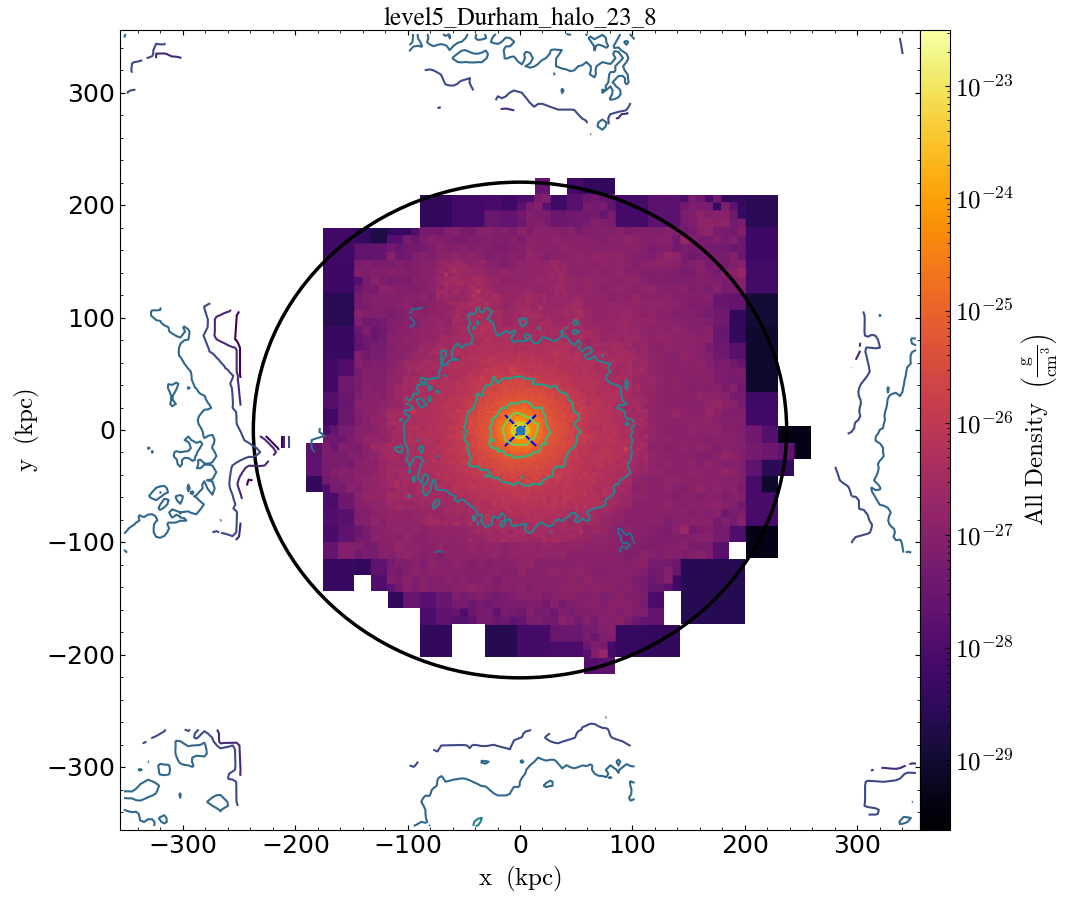 level5_Durham_halo_23_8
300
200
100
0
−100
−200
−300
y (kpc)
−300 −200 −100 0 100 200 300
x (kpc)
10^{−23}
10^{−24}
10^{−25}
10^{−26}
10^{−27}
10^{−28}
10^{−29}
All Density (g/cm^3)